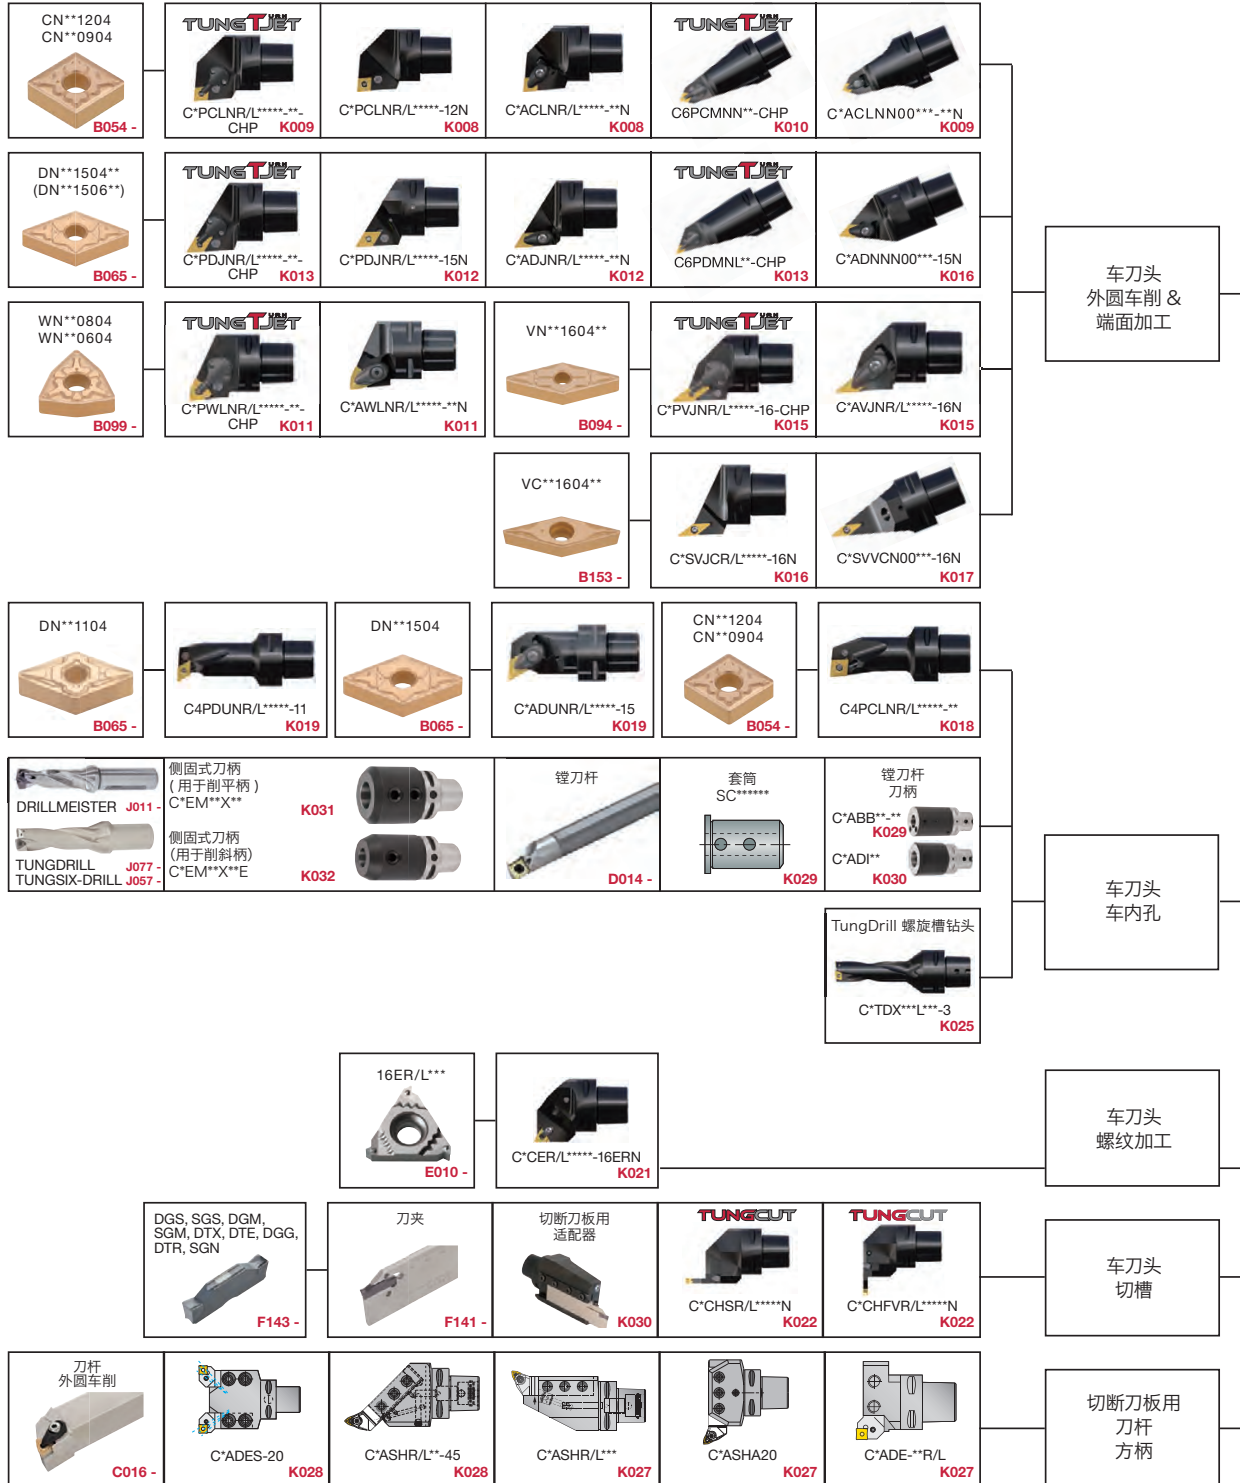 CN**1204
CN**0904
B054 -
TUNGTURNJET
C*PCLNR/L*****-**-
CHP
K009
C*PCLNR/L*****-12N
K008
C*ACLNR/L*****-**N
K008
TUNGTURNJET
C6PCMNN**-CHP
K010
C*ACLNN00***-**N
K009
DN**1504**
(DN**1506**)
B065 -
TUNGTURNJET
C*PDJNR/L*****-**-
CHP
K013
C*PDJNR/L*****-15N
K012
C*ADJNR/L*****-**N
K012
TUNGTURNJET
C6PDMNL**-CHP
K013
C*ADNNN00***-15N
K016
车刀头
外圆车削 &
端面加工
WN**0804
WN**0604
B099 -
TUNGTURNJET
C*PWLNR/L*****-**-
CHP
K011
C*AWLNR/L*****-**N
K011
VN**1604**
B094 -
TUNGTURNJET
C*PVJNR/L*****-16-CHP
K015
C*AVJNR/L*****-16N
K015
VC**1604**
B153 -
C*SVJCR/L*****-16N
K016
C*SVVCN00***-16N
K017
DN**1104
B065 -
C4PDUNR/L*****-11
K019
DN**1504
B065 -
C*ADUNR/L*****-15
K019
CN**1204
CN**0904
B054 -
C4PCLNR/L*****-**
K018
DRILLMEISTER J011 -
TUNGDRILL J077 -
TUNGSIX-DRILL J057 -
侧固式刀柄
( 用于削平柄 )
C*EM**X**
K031
侧固式刀柄
(用于削斜柄)
C*EM**X**E
K032
镗刀杆
D014 -
套筒
SC******
K029
镗刀杆
刀柄
C*ABB**-**
K029
C*ADI**
K030
车刀头
车内孔
TungDrill 螺旋槽钻头
C*TDX***L***-3
K025
16ER/L***
E010 -
C*CER/L*****-16ERN
K021
车刀头
螺纹加工
DGS, SGS, DGM,
SGM, DTX, DTE, DGG,
DTR, SGN
F143 -
刀夹
F141 -
切断刀板用
适配器
K030
TUNGCUT
C*CHSR/L*****N
K022
TUNGCUT
C*CHFVR/L*****N
K022
车刀头
切槽
刀杆
外圆车削
C016 -
C*ADES-20
K028
C*ASHR/L**-45
K028
C*ASHR/L***
K027
C*ASHA20
K027
C*ADE-**R/L
K027
切断刀板用
刀杆
方柄